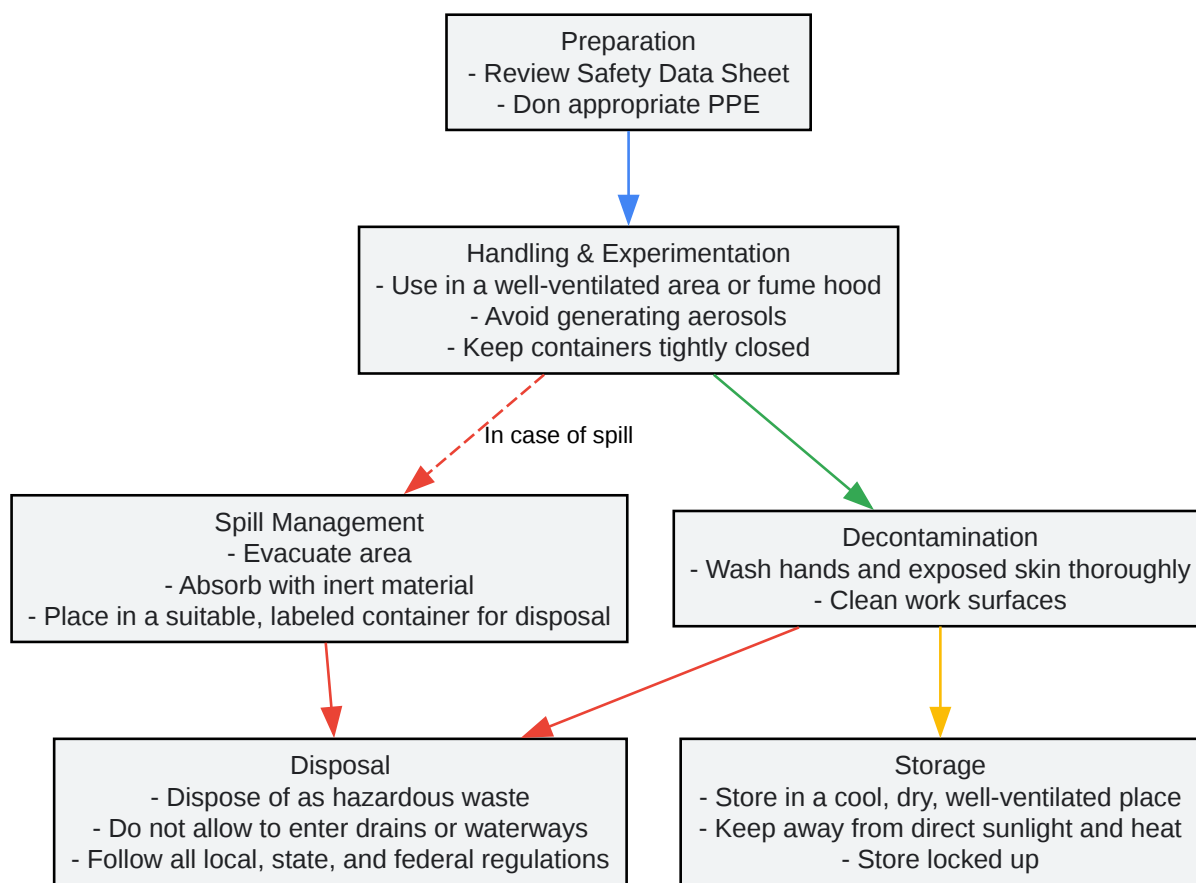 Preparation
- Review Safety Data Sheet
- Don appropriate PPE
Handling & Experimentation
- Use in a well-ventilated area or fume hood
- Avoid generating aerosols
- Keep containers tightly closed
In case of spill
Spill Management
- Evacuate area
- Absorb with inert material
- Place in a suitable, labeled container for disposal
Decontamination
- Wash hands and exposed skin thoroughly
- Clean work surfaces
Disposal
- Dispose of as hazardous waste
- Do not allow to enter drains or waterways
- Follow all local, state, and federal regulations
Storage
- Store in a cool, dry, well-ventilated place
- Keep away from direct sunlight and heat
- Store locked up